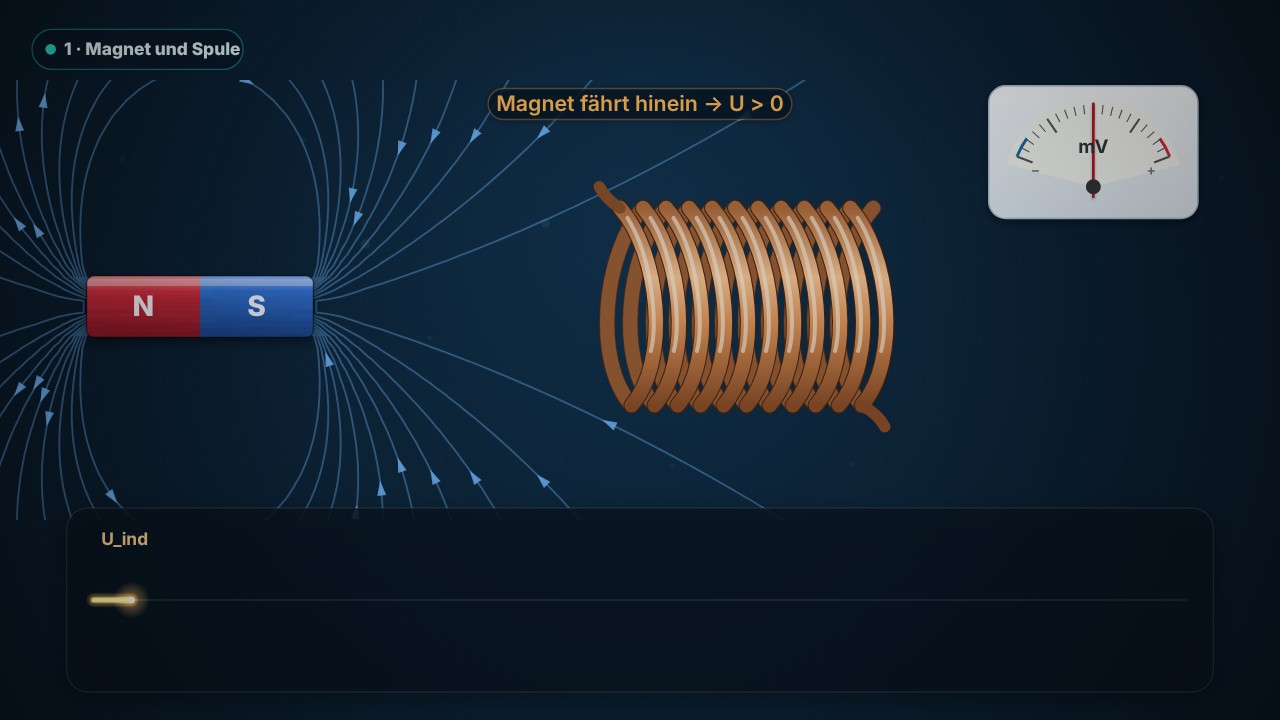 1 · Magnet und Spule
Magnet fährt hinein → U > 0
mV
− +
N S
U_ind